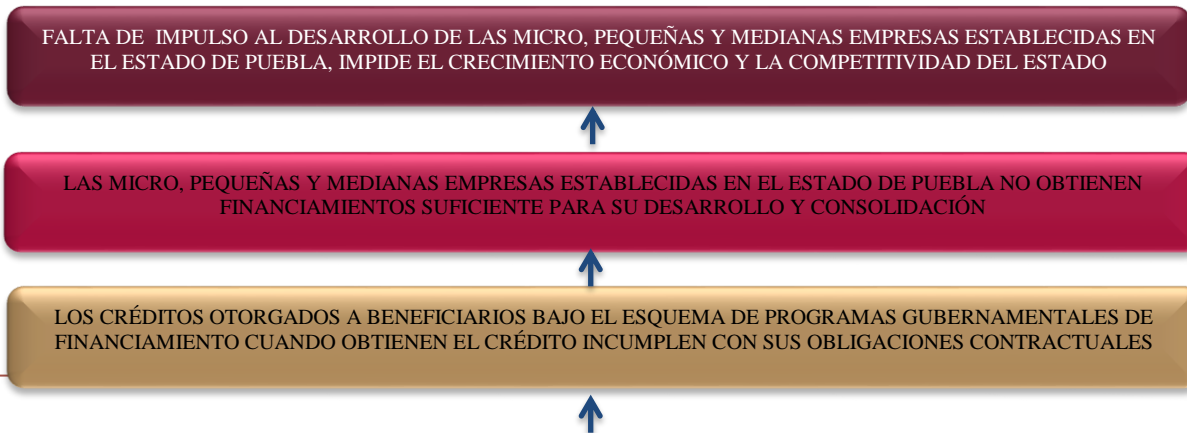 FALTA DE IMPULSO AL DESARROLLO DE LAS MICRO, PEQUEÑAS Y MEDIANAS EMPRESAS ESTABLECIDAS EN
EL ESTADO DE PUEBLA, IMPIDE EL CRECIMIENTO ECONÓMICO Y LA COMPETITIVIDAD DEL ESTADO
LAS MICRO, PEQUEÑAS Y MEDIANAS EMPRESAS ESTABLECIDAS EN EL ESTADO DE PUEBLA NO OBTIENEN
FINANCIAMIENTOS SUFICIENTE PARA SU DESARROLLO Y CONSOLIDACIÓN
LOS CRÉDITOS OTORGADOS A BENEFICIARIOS BAJO EL ESQUEMA DE PROGRAMAS GUBERNAMENTALES DE
FINANCIAMIENTO CUANDO OBTIENEN EL CRÉDITO INCUMPLEN CON SUS OBLIGACIONES CONTRACTUALES